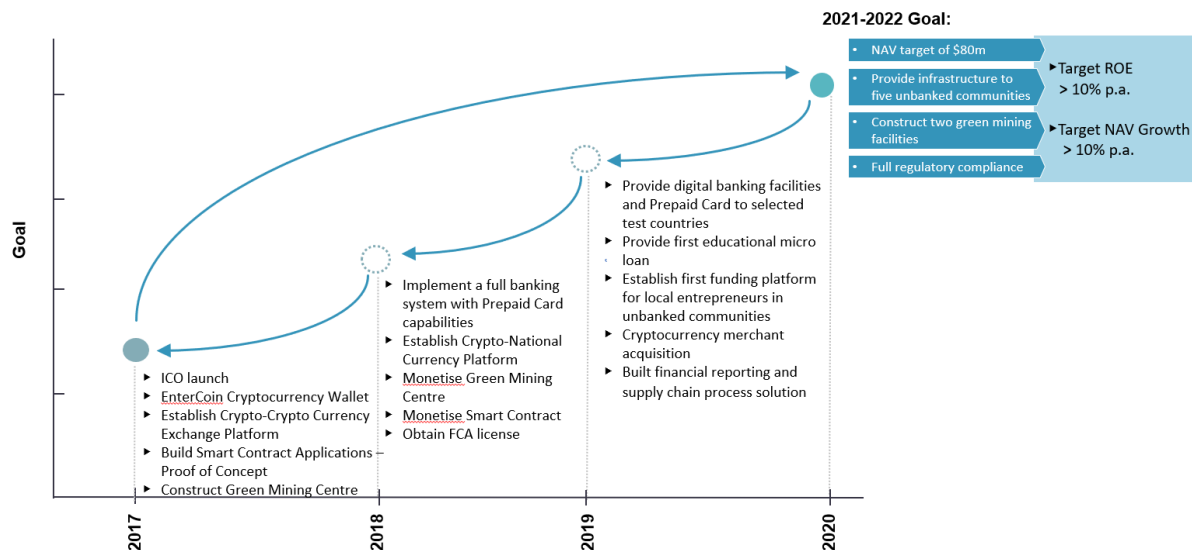 2021-2022 Goal:
• NAV target of $80m
• Provide infrastructure to
five unbanked communities
• Construct two green mining
facilities
• Full regulatory compliance
►Target ROE
> 10% p.a.
►Target NAV Growth
> 10% p.a.
Goal
► Provide digital banking facilities
and Prepaid Card to selected
test countries
► Provide first educational micro
loan
► Establish first funding platform
for local entrepreneurs in
unbanked communities
► Cryptocurrency merchant
acquisition
► Built financial reporting and
supply chain process solution
► Implement a full banking
system with Prepaid Card
capabilities
► Establish Crypto-National
Currency Platform
► Monetise Green Mining
Centre
► Monetise Smart Contract
► Obtain FCA license
► ICO launch
► EnterCoin Cryptocurrency Wallet
► Establish Crypto-Crypto Currency
Exchange Platform
► Build Smart Contract Applications –
Proof of Concept
► Construct Green Mining Centre
2017
2018
2019
2020